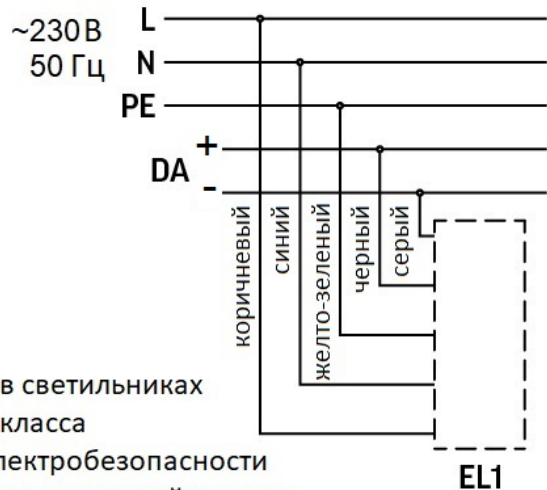 ~230В
50 Гц
L
N
PE
DA
+
-
коричневый
синий
желто-зеленый
черный
серый
в светильниках
класса
лектробезопасности
EL1